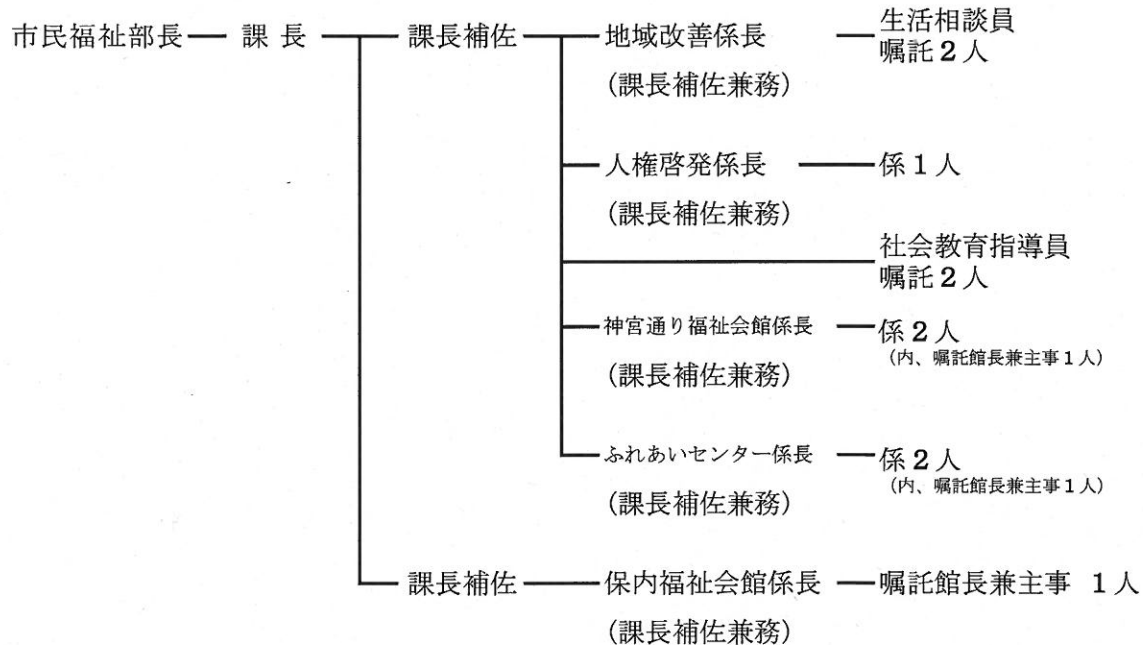 市民福祉部長 課長 課長補佐 地域改善係長 生活相談員
嘱託2人
(課長補佐兼務)
人権啓発係長 係1人
(課長補佐兼務)
社会教育指導員
嘱託2人
神宮通り福祉会館係長 係2人
(内、嘱託館長兼主事1人)
(課長補佐兼務)
ふれあいセンター係長 係2人
(内、嘱託館長兼主事1人)
(課長補佐兼務)
課長補佐 保内福祉会館係長 嘱託館長兼主事 1人
(課長補佐兼務)